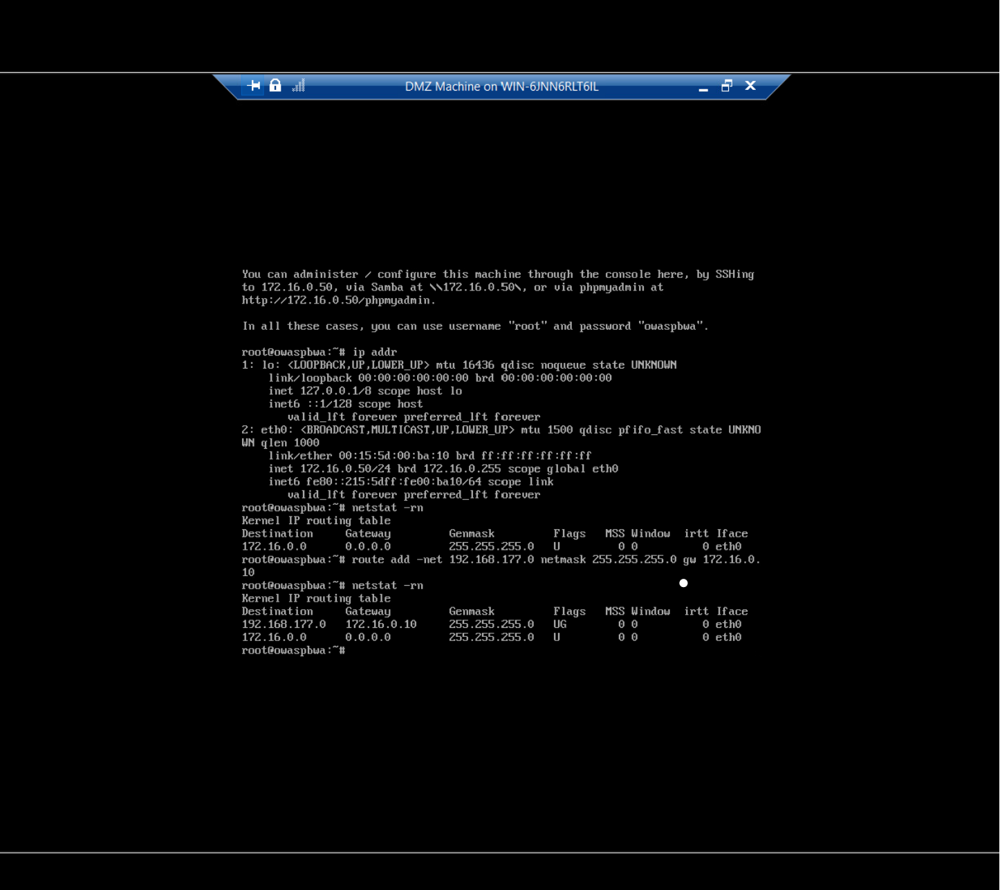 DMZ Machine on WIN-6JNN6RLT6IL
You can administer / configure this machine through the console here, by SSHing
to 172.16.0.50, via Samba at \\172.16.0.50\, or via phpmyadmin at
http://172.16.0.50/phpmyadmin.
In all these cases, you can use username "root" and password "owaspbwa".
root@owaspbwa:~# ip addr
1: lo: <LOOPBACK,UP,LOWER_UP> mtu 16436 qdisc noqueue state UNKNOWN
    link/loopback 00:00:00:00:00:00 brd 00:00:00:00:00:00
    inet 127.0.0.1/8 scope host lo
    inet6 ::1/128 scope host
       valid_lft forever preferred_lft forever
2: eth0: <BROADCAST,MULTICAST,UP,LOWER_UP> mtu 1500 qdisc pfifo_fast state UNKNO
WN qlen 1000
    link/ether 00:15:5d:00:ba:10 brd ff:ff:ff:ff:ff:ff
    inet 172.16.0.50/24 brd 172.16.0.255 scope global eth0
    inet6 fe80::215:5dff:fe00:ba10/64 scope link
       valid_lft forever preferred_lft forever
root@owaspbwa:~# netstat -rn
Kernel IP routing table
Destination     Gateway         Genmask         Flags   MSS Window  irtt Iface
172.16.0.0      0.0.0.0         255.255.255.0   U         0 0          0 eth0
root@owaspbwa:~# route add -net 192.168.177.0 netmask 255.255.255.0 gw 172.16.0.
10
root@owaspbwa:~# netstat -rn
Kernel IP routing table
Destination     Gateway         Genmask         Flags   MSS Window  irtt Iface
192.168.177.0   172.16.0.10     255.255.255.0   UG        0 0          0 eth0
172.16.0.0      0.0.0.0         255.255.255.0   U         0 0          0 eth0
root@owaspbwa:~#